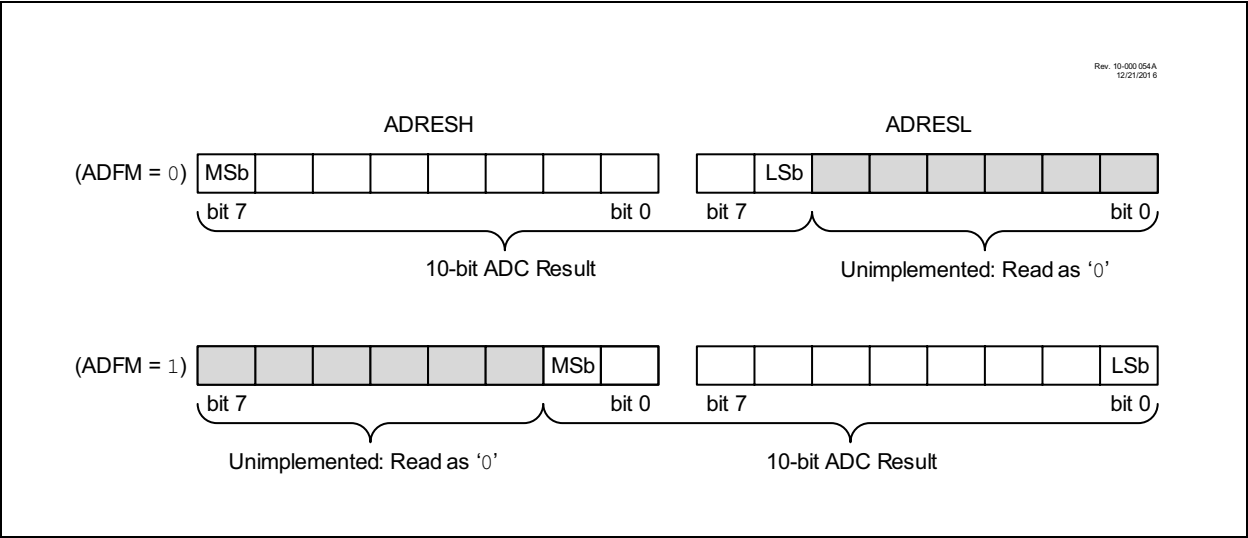 Rev. 10-000 054A
12/21/2016
ADRESH ADRESL
(ADFM = 0) MSb LSb
bit 7 bit 0 bit 7 bit 0
10-bit ADC Result Unimplemented: Read as ‘0’
(ADFM = 1) MSb LSb
bit 7 bit 0 bit 7 bit 0
Unimplemented: Read as ‘0’ 10-bit ADC Result